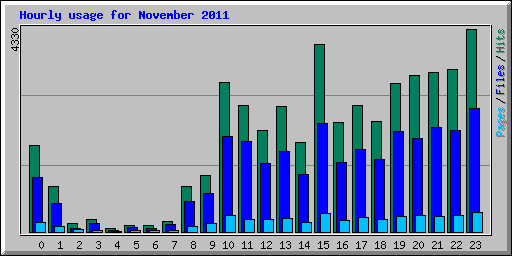 Hourly usage for November 2011
4330
Pages / Files / Hits
0 1 2 3 4 5 6 7 8 9 10 11 12 13 14 15 16 17 18 19 20 21 22 23